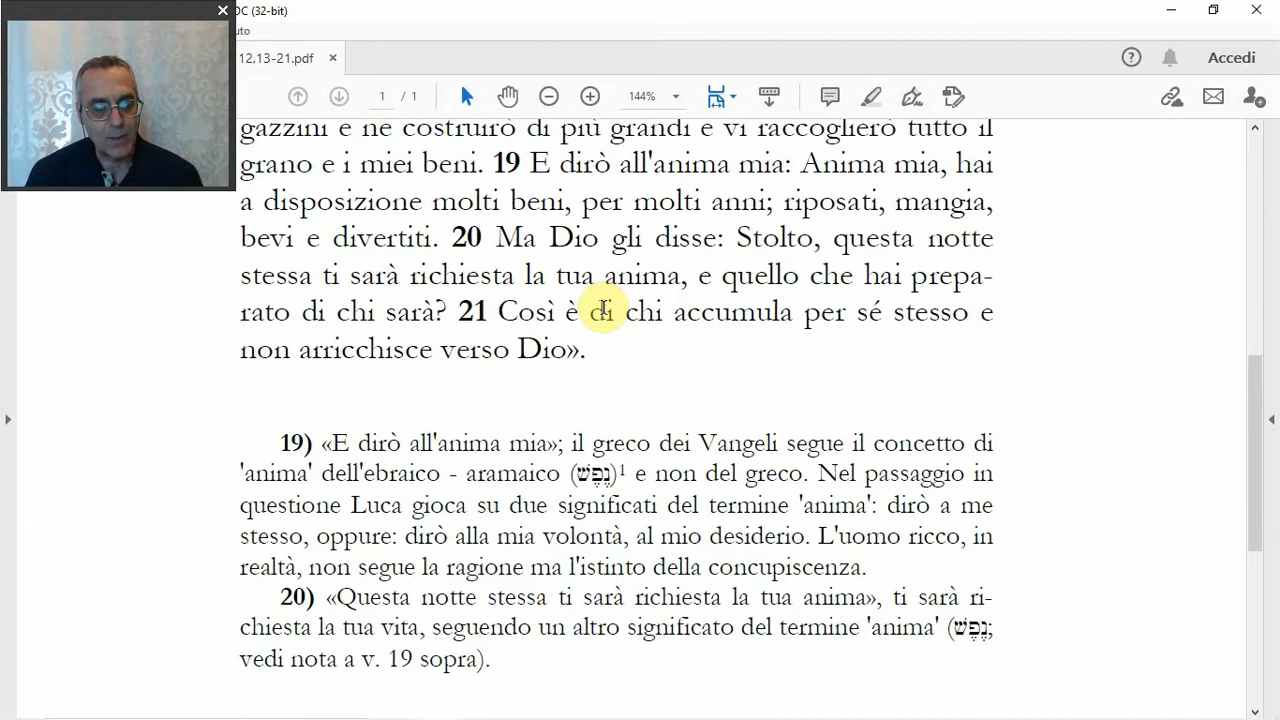 DC (32-bit)
uto
12,13-21.pdf
Accedi
1 / 1
144%
gazzini e ne costruirò di più grandi e vi raccoglierò tutto il
grano e i miei beni. 19 E dirò all'anima mia: Anima mia, hai
a disposizione molti beni, per molti anni; riposati, mangia,
bevi e divertiti. 20 Ma Dio gli disse: Stolto, questa notte
stessa ti sarà richiesta la tua anima, e quello che hai prepa-
rato di chi sarà? 21 Così è di chi accumula per sé stesso e
non arricchisce verso Dio».
19) «E dirò all'anima mia»; il greco dei Vangeli segue il concetto di
'anima' dell'ebraico - aramaico (נֶפֶשׁ)¹ e non del greco. Nel passaggio in
questione Luca gioca su due significati del termine 'anima': dirò a me
stesso, oppure: dirò alla mia volontà, al mio desiderio. L'uomo ricco, in
realtà, non segue la ragione ma l'istinto della concupiscenza.
20) «Questa notte stessa ti sarà richiesta la tua anima», ti sarà ri-
chiesta la tua vita, seguendo un altro significato del termine 'anima' (נֶפֶשׁ;
vedi nota a v. 19 sopra).